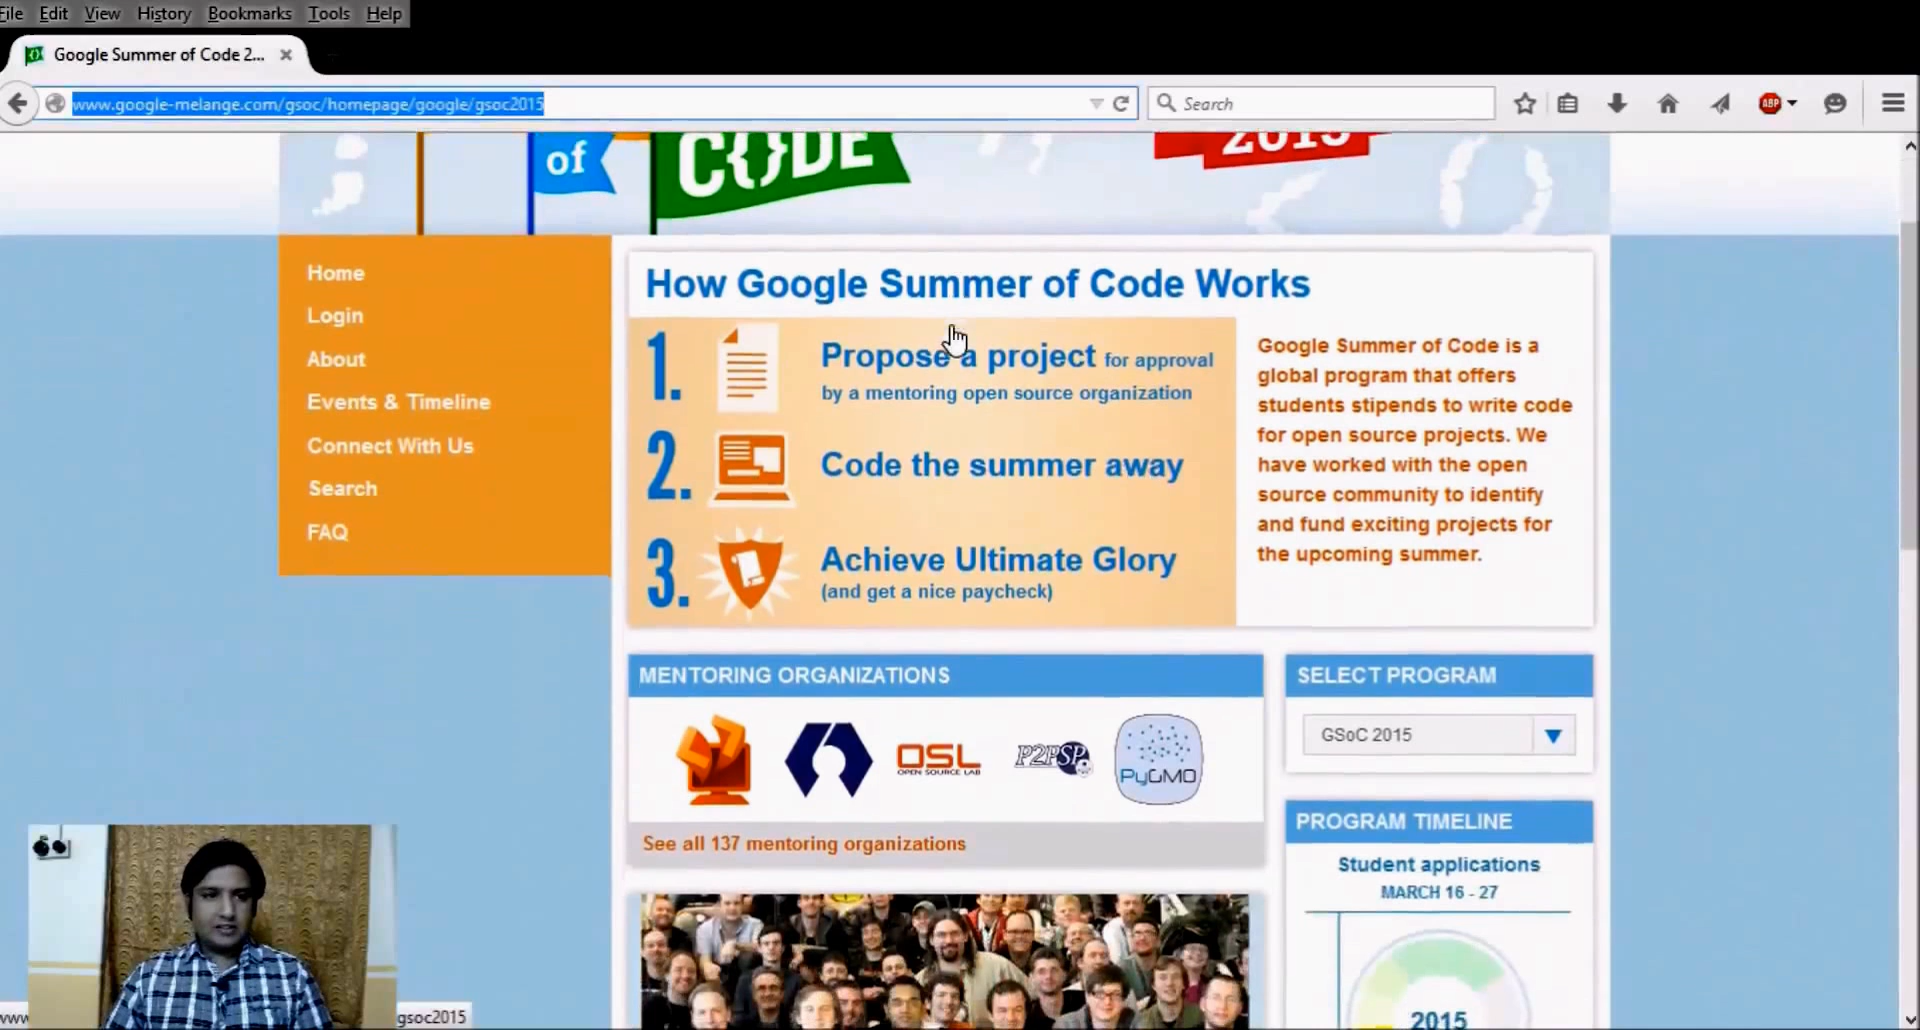 File Edit View History Bookmarks Tools Help
Google Summer of Code 2...
www.google-melange.com/gsoc/homepage/google/gsoc2015
Search
ABP
of
CODE
2015
Home
Login
About
Events & Timeline
Connect With Us
Search
FAQ
How Google Summer of Code Works
1.
Propose a project for approval
by a mentoring open source organization
2.
Code the summer away
3.
Achieve Ultimate Glory
(and get a nice paycheck)
Google Summer of Code is a
global program that offers
students stipends to write code
for open source projects. We
have worked with the open
source community to identify
and fund exciting projects for
the upcoming summer.
MENTORING ORGANIZATIONS
OSL
OPEN SOURCE LAB
P2PSP
PyGMO
See all 137 mentoring organizations
SELECT PROGRAM
GSoC 2015
PROGRAM TIMELINE
Student applications
MARCH 16 - 27
2015
www
gsoc2015